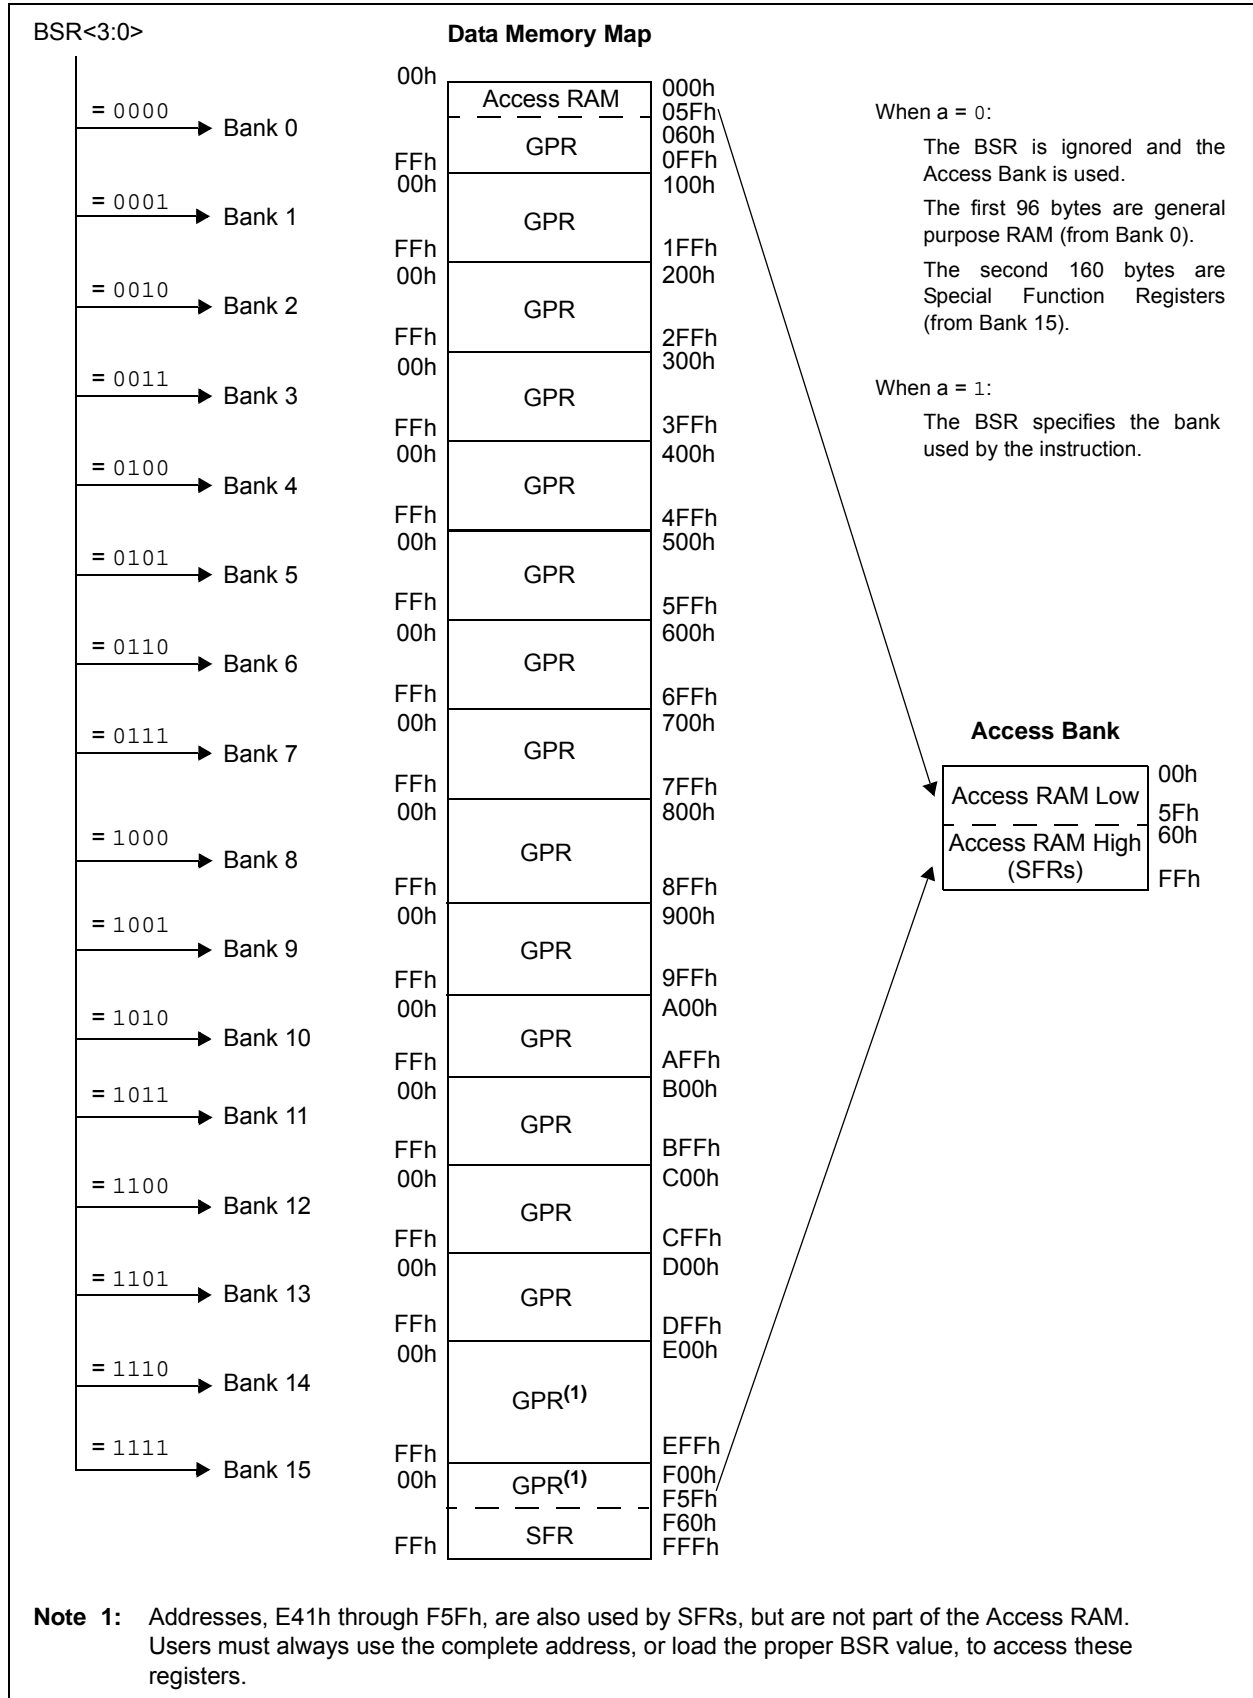 BSR<3:0>
Data Memory Map
= 0000
Bank 0
00h
FFh
Access RAM
GPR
000h
05Fh
060h
0FFh
= 0001
Bank 1
00h
FFh
GPR
100h
1FFh
= 0010
Bank 2
00h
FFh
GPR
200h
2FFh
= 0011
Bank 3
00h
FFh
GPR
300h
3FFh
= 0100
Bank 4
00h
FFh
GPR
400h
4FFh
= 0101
Bank 5
00h
FFh
GPR
500h
5FFh
= 0110
Bank 6
00h
FFh
GPR
600h
6FFh
= 0111
Bank 7
00h
FFh
GPR
700h
7FFh
= 1000
Bank 8
00h
FFh
GPR
800h
8FFh
= 1001
Bank 9
00h
FFh
GPR
900h
9FFh
= 1010
Bank 10
00h
FFh
GPR
A00h
AFFh
= 1011
Bank 11
00h
FFh
GPR
B00h
BFFh
= 1100
Bank 12
00h
FFh
GPR
C00h
CFFh
= 1101
Bank 13
00h
FFh
GPR
D00h
DFFh
= 1110
Bank 14
00h
FFh
GPR(1)
E00h
EFFh
= 1111
Bank 15
00h
FFh
GPR(1)
SFR
F00h
F5Fh
F60h
FFFh
When a = 0:
The BSR is ignored and the
Access Bank is used.
The first 96 bytes are general
purpose RAM (from Bank 0).
The second 160 bytes are
Special Function Registers
(from Bank 15).
When a = 1:
The BSR specifies the bank
used by the instruction.
Access Bank
Access RAM Low
Access RAM High
(SFRs)
00h
5Fh
60h
FFh
Note 1: Addresses, E41h through F5Fh, are also used by SFRs, but are not part of the Access RAM.
Users must always use the complete address, or load the proper BSR value, to access these
registers.